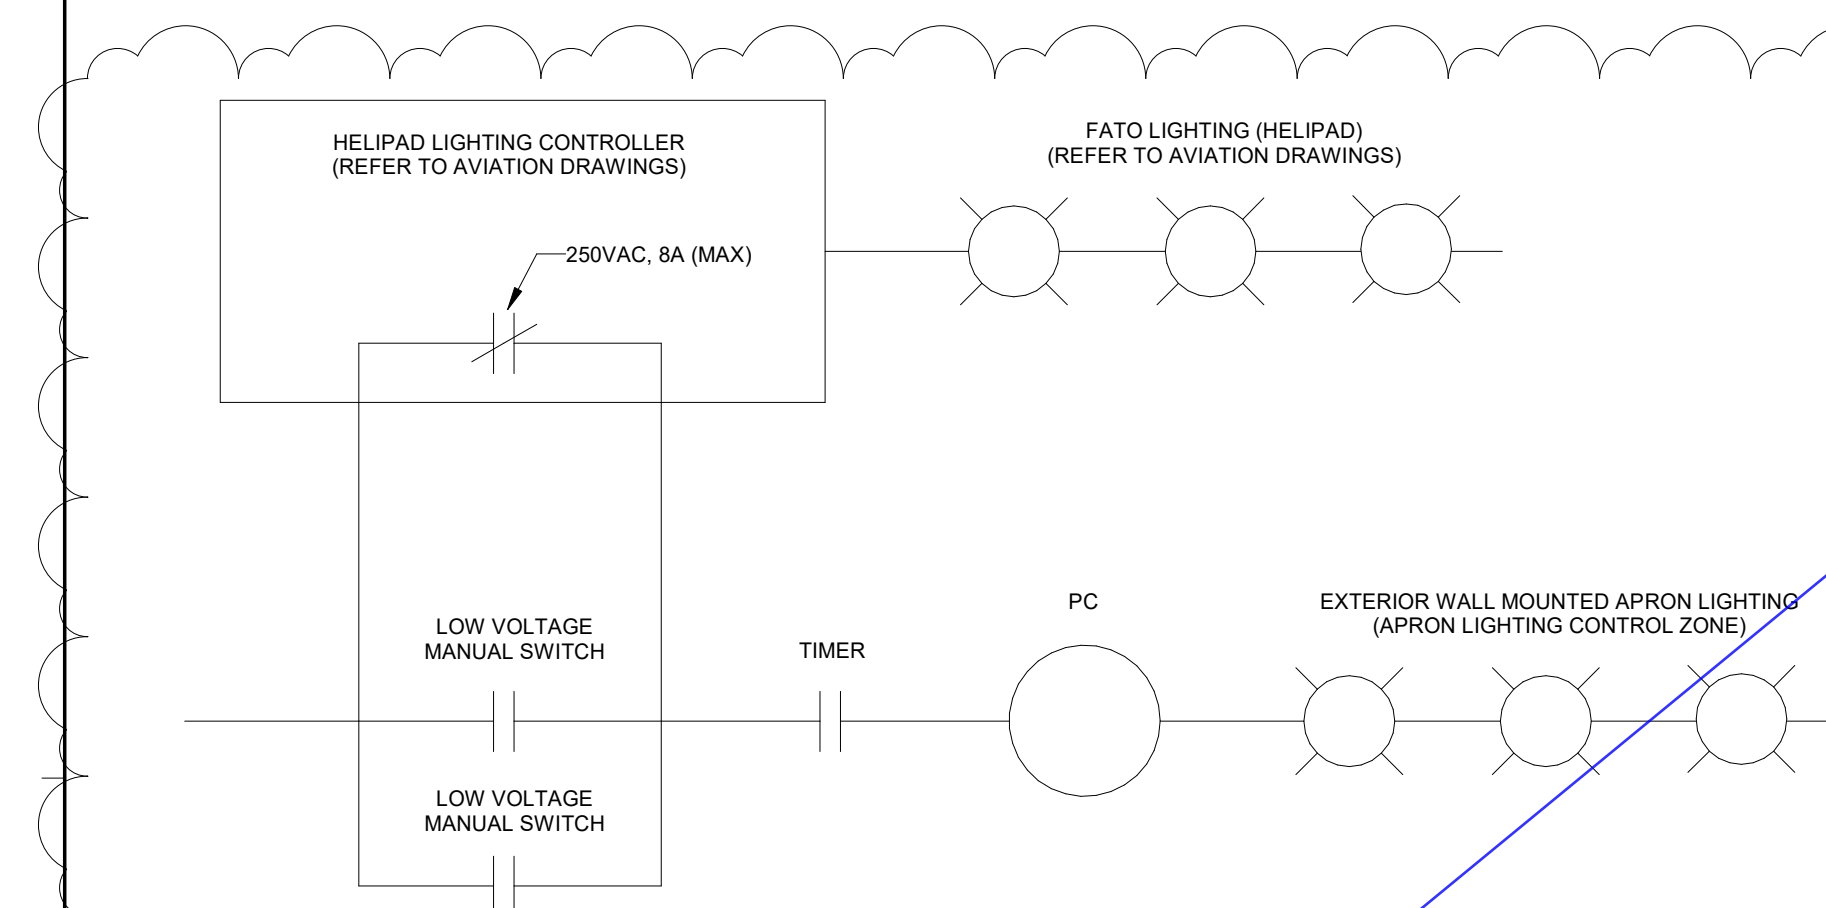 HELIPAD LIGHTING CONTROLLER
(REFER TO AVIATION DRAWINGS)
FATO LIGHTING (HELIPAD)
(REFER TO AVIATION DRAWINGS)
250VAC, 8A (MAX)
LOW VOLTAGE
MANUAL SWITCH
TIMER
PC
EXTERIOR WALL MOUNTED APRON LIGHTING
(APRON LIGHTING CONTROL ZONE)
LOW VOLTAGE
MANUAL SWITCH